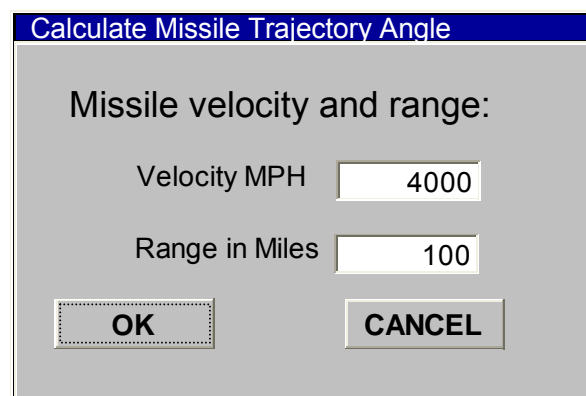 Calculate Missile Trajectory Angle
Missile velocity and range:
Velocity MPH 4000
Range in Miles 100
OK CANCEL